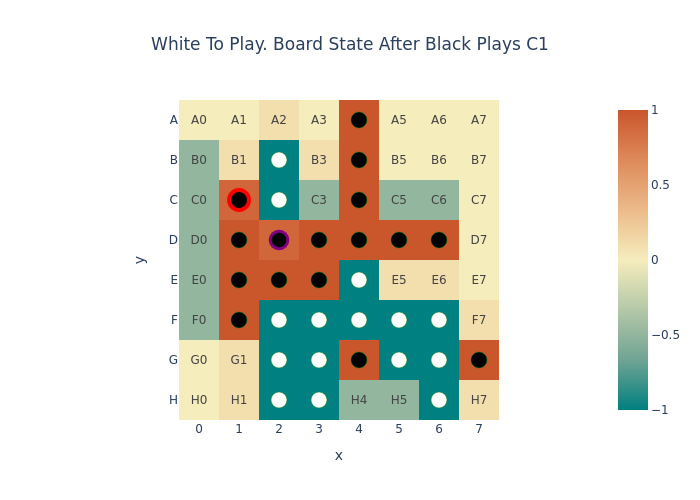 White To Play. Board State After Black Plays C1
A A0 A1 A2 A3 A5 A6 A7
B B0 B1 B3 B5 B6 B7
C C0 C3 C5 C6 C7
D D0 D7
E E0 E5 E6 E7
F F0 F7
G G0 G1
H H0 H1 H4 H5 H7
0 1 2 3 4 5 6 7
x
y
1
0.5
0
−0.5
−1